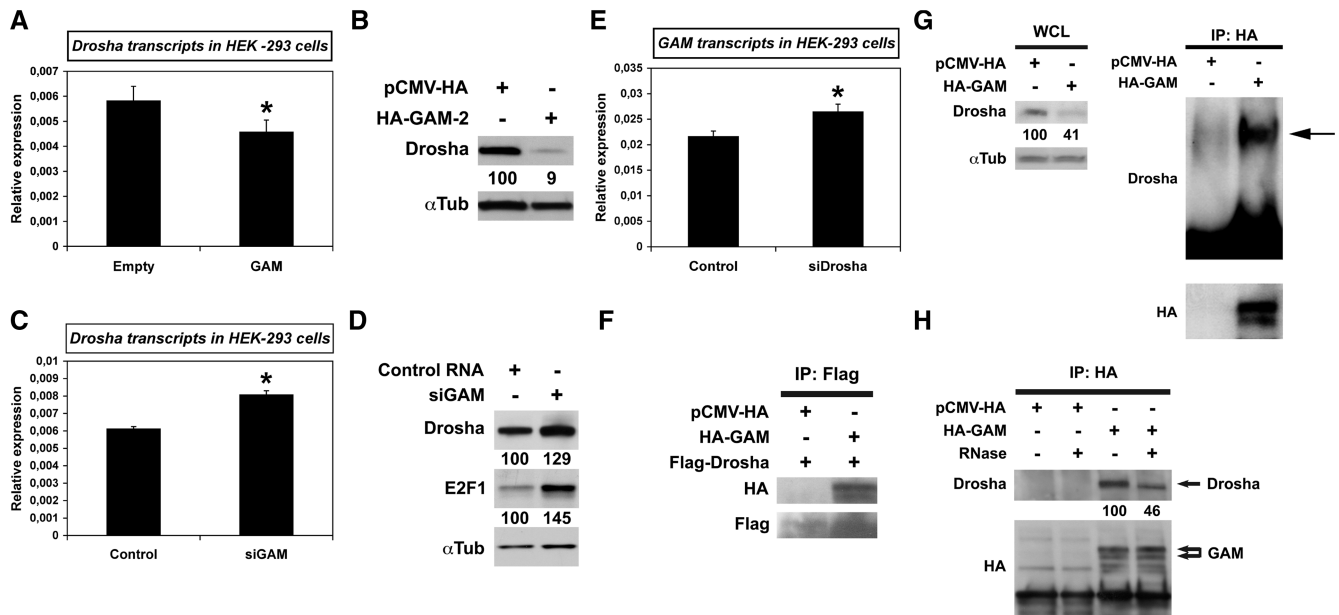 A
Drosha transcripts in HEK -293 cells
Relative expression
0,007
0,006
0,005
0,004
0,003
0,002
0,001
0
*
Empty
GAM
B
pCMV-HA + -
HA-GAM-2 - +
Drosha
100 9
αTub
C
Drosha transcripts in HEK-293 cells
Relative expression
0,01
0,009
0,008
0,007
0,006
0,005
0,004
0,003
0,002
0,001
0
*
Control
siGAM
D
Control RNA + -
siGAM - +
Drosha
100 129
E2F1
100 145
αTub
E
GAM transcripts in HEK-293 cells
Relative expression
0,035
0,03
0,025
0,02
0,015
0,01
0,005
0
*
Control
siDrosha
F
IP: Flag
pCMV-HA + -
HA-GAM - +
Flag-Drosha + +
HA
Flag
G
WCL
pCMV-HA + -
HA-GAM - +
Drosha
100 41
αTub
IP: HA
pCMV-HA + -
HA-GAM - +
Drosha
HA
H
IP: HA
pCMV-HA + + - -
HA-GAM - - + +
RNase - + - +
Drosha
Drosha
100 46
HA
GAM